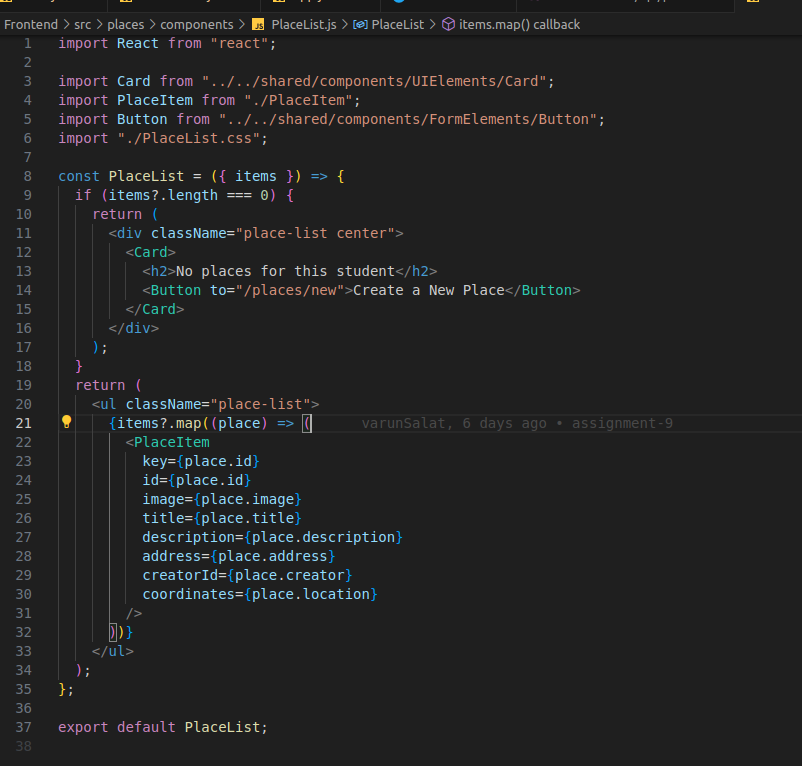 Frontend > src > places > components > JS PlaceList.js > PlaceList > items.map() callback
1 import React from "react";
2
3 import Card from "../../shared/components/UIElements/Card";
4 import PlaceItem from "./PlaceItem";
5 import Button from "../../shared/components/FormElements/Button";
6 import "./PlaceList.css";
7
8 const PlaceList = ({ items }) => {
9   if (items?.length === 0) {
10     return (
11       <div className="place-list center">
12         <Card>
13           <h2>No places for this student</h2>
14           <Button to="/places/new">Create a New Place</Button>
15         </Card>
16       </div>
17     );
18   }
19   return (
20     <ul className="place-list">
21       {items?.map((place) => (      varunSalat, 6 days ago • assignment-9
22         <PlaceItem
23           key={place.id}
24           id={place.id}
25           image={place.image}
26           title={place.title}
27           description={place.description}
28           address={place.address}
29           creatorId={place.creator}
30           coordinates={place.location}
31         />
32       ))}
33     </ul>
34   );
35 };
36
37 export default PlaceList;
38